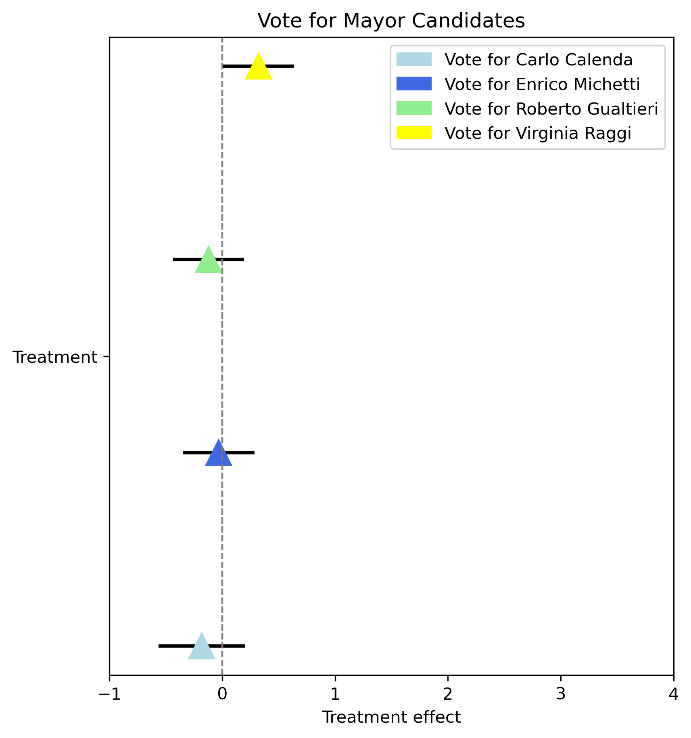 Vote for Mayor Candidates
Vote for Carlo Calenda
Vote for Enrico Michetti
Vote for Roberto Gualtieri
Vote for Virginia Raggi
Treatment
−1 0 1 2 3 4
Treatment effect